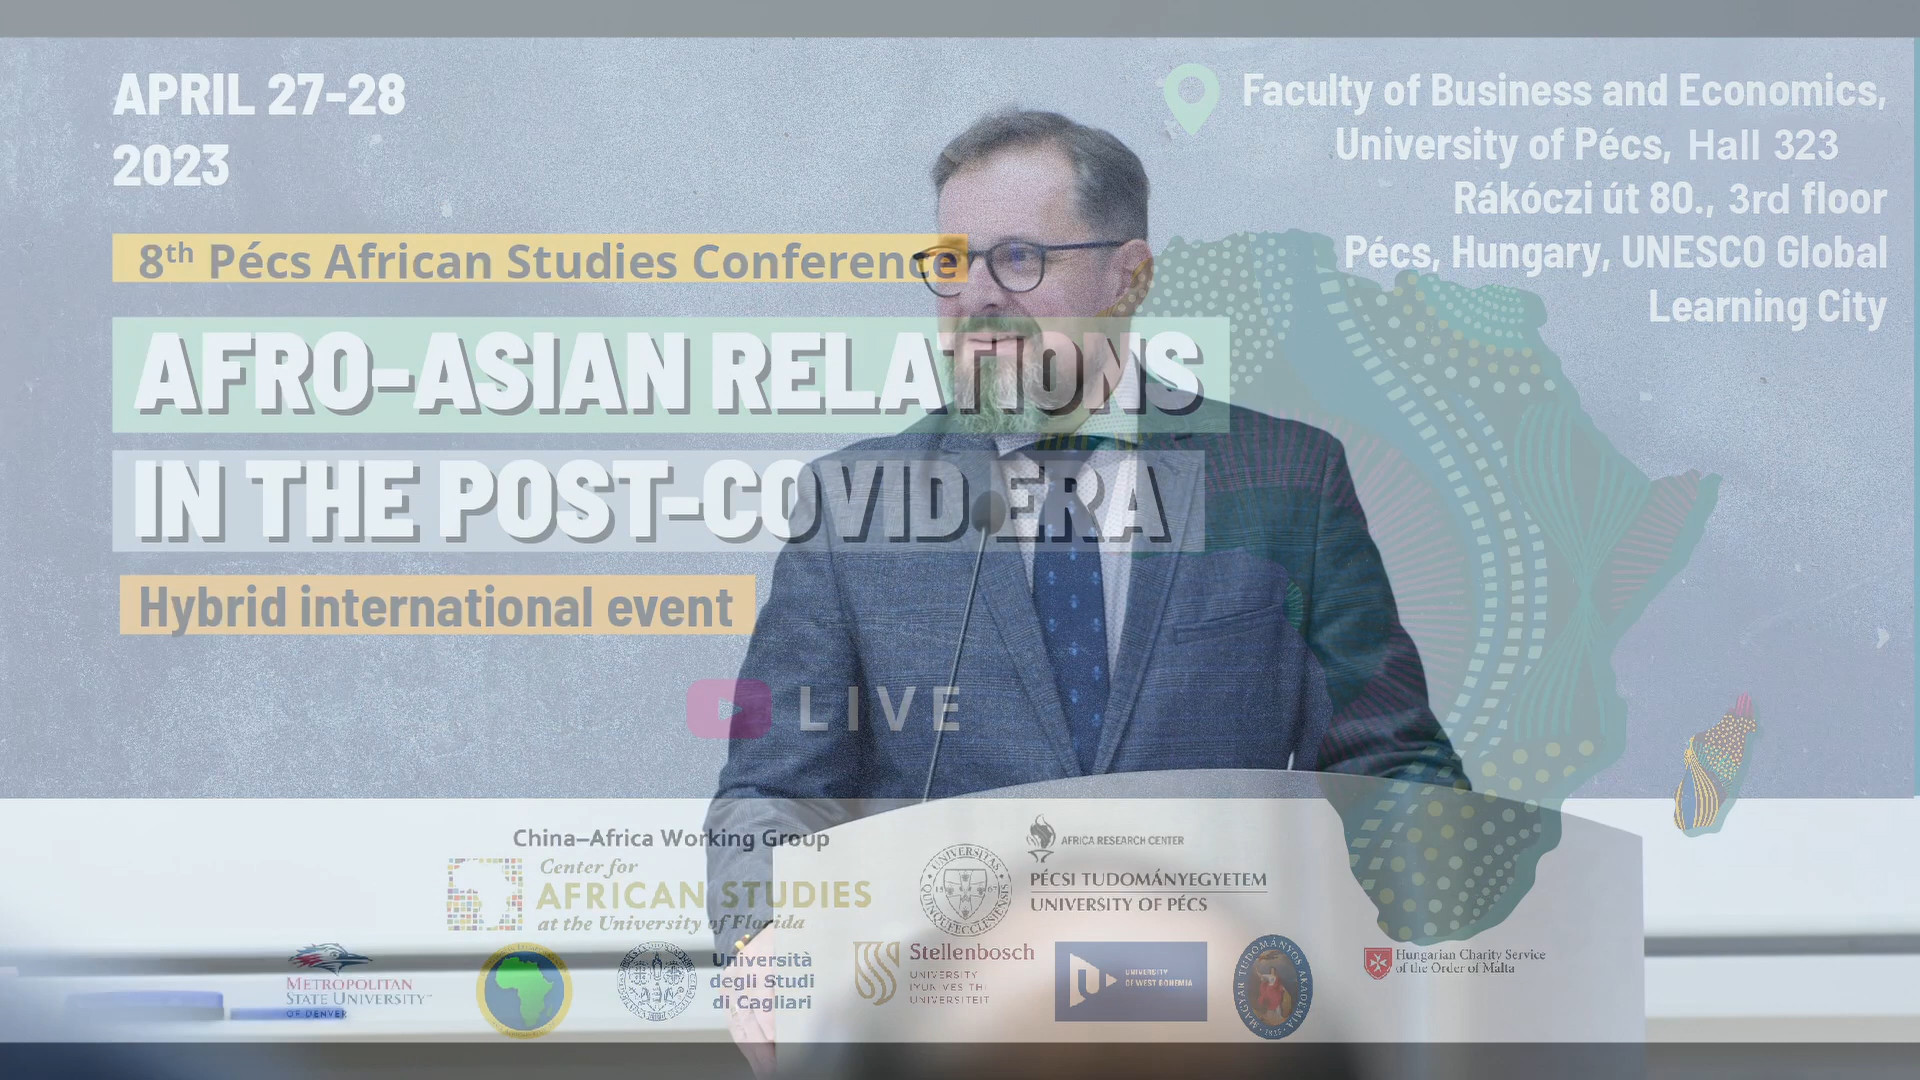 APRIL 27-28
2023
Faculty of Business and Economics,
University of Pécs, Hall 323
Rákóczi út 80., 3rd floor
Pécs, Hungary, UNESCO Global
Learning City
8th Pécs African Studies Conference
AFRO-ASIAN RELATIONS
IN THE POST-COVID ERA
Hybrid international event
LIVE
China–Africa Working Group
Center for
AFRICAN STUDIES
at the University of Florida
AFRICA RESEARCH CENTER
PÉCSI TUDOMÁNYEGYETEM
UNIVERSITY OF PÉCS
METROPOLITAN
STATE UNIVERSITY™
OF DENVER
Università
degli Studi
di Cagliari
Stellenbosch
UNIVERSITY
IYUNIVESITHI
UNIVERSITEIT
UNIVERSITY
OF WEST BOHEMIA
MAGYAR TUDOMÁNYOS AKADÉMIA
Hungarian Charity Service
of the Order of Malta